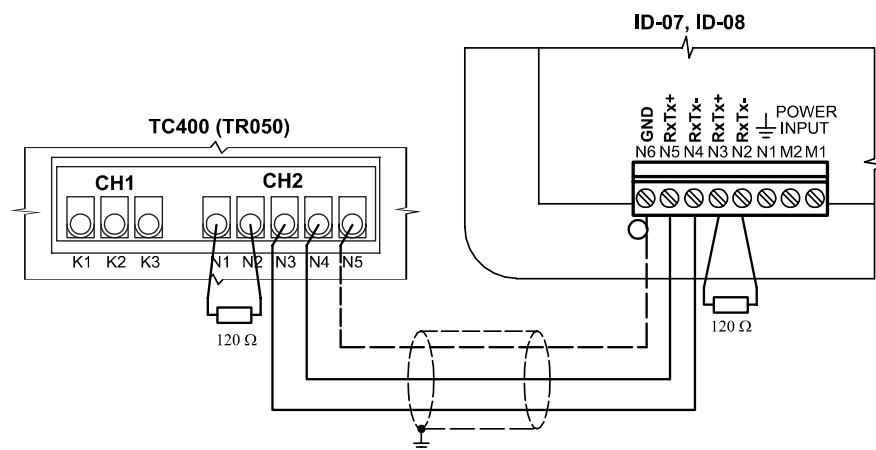 ID-07, ID-08
TC400 (TR050)
CH1
CH2
K1 K2 K3 N1 N2 N3 N4 N5
120 Ω
GND
RxTx+
RxTx-
RxTx+
RxTx-
POWER
INPUT
N6 N5 N4 N3 N2 N1 M2 M1
120 Ω